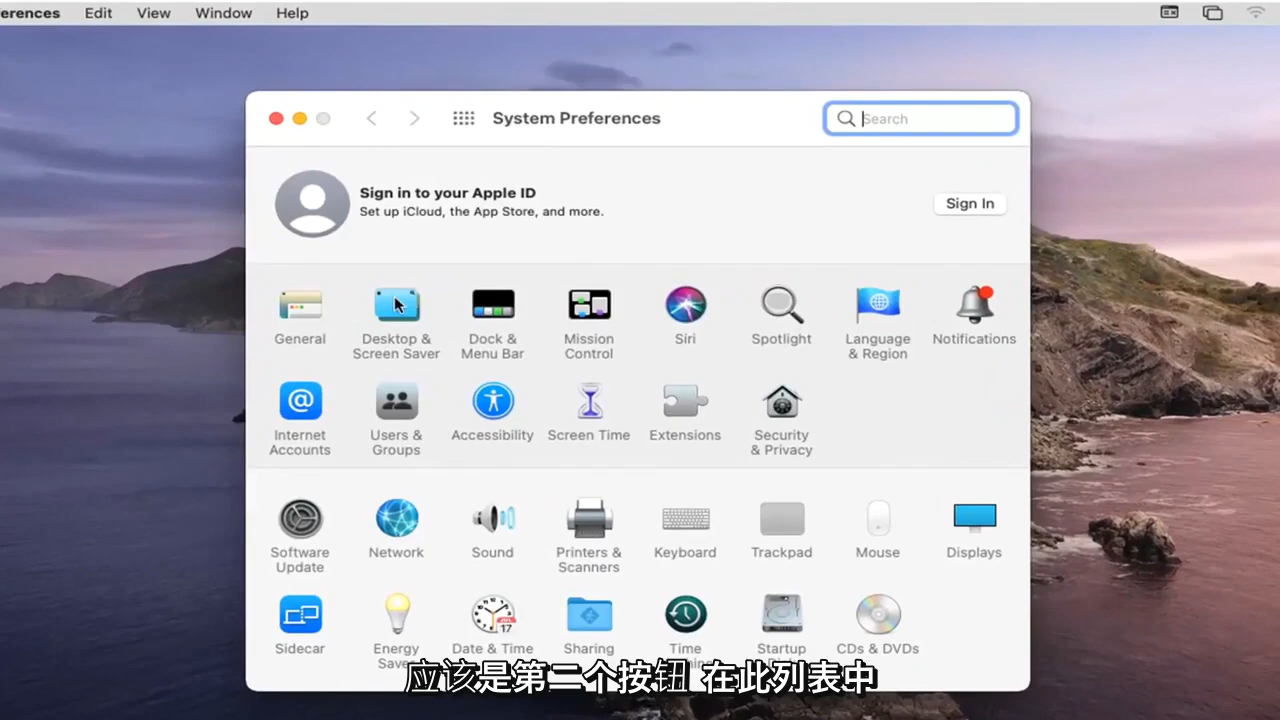 erences Edit View Window Help
System Preferences
Search
Sign in to your Apple ID
Set up iCloud, the App Store, and more.
Sign In
General
Desktop & Screen Saver
Dock & Menu Bar
Mission Control
Siri
Spotlight
Language & Region
Notifications
Internet Accounts
Users & Groups
Accessibility
Screen Time
Extensions
Security & Privacy
Software Update
Network
Sound
Printers & Scanners
Keyboard
Trackpad
Mouse
Displays
JUL
17
Sidecar
Energy
Date & Time
Sharing
Time
Startup
CDs & DVDs
应该是第二个按钮 在此列表中